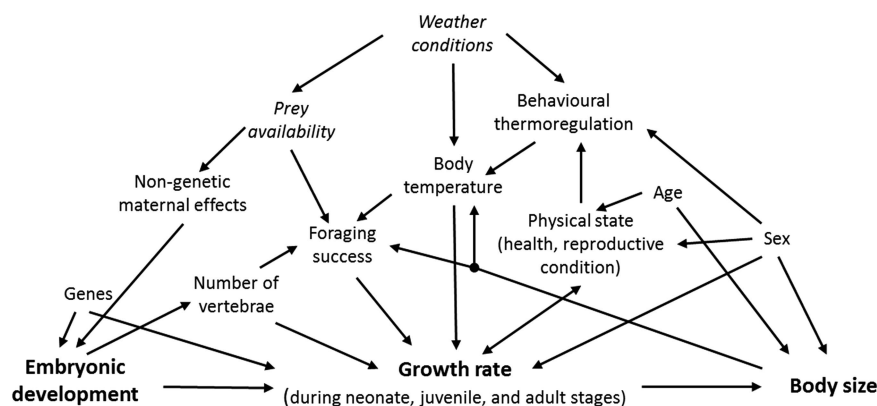 Weather
conditions
Behavioural
thermoregulation
Prey
availability
Body
temperature
Non-genetic
maternal effects
Age
Physical state
(health, reproductive
condition)
Sex
Foraging
success
Number of
vertebrae
Genes
Embryonic
development
Growth rate
(during neonate, juvenile, and adult stages)
Body size